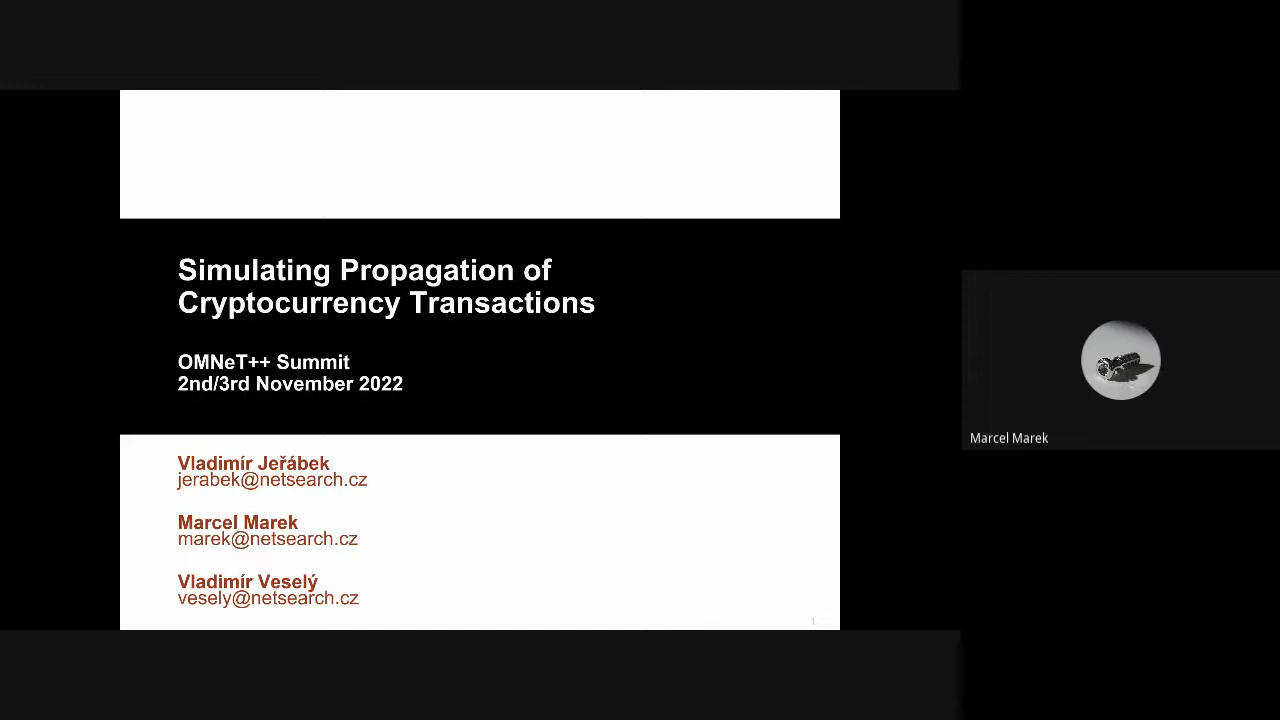 Simulating Propagation of
Cryptocurrency Transactions
OMNeT++ Summit
2nd/3rd November 2022
Vladimír Jeřábek
jerabek@netsearch.cz
Marcel Marek
marek@netsearch.cz
Vladimír Veselý
vesely@netsearch.cz
1
Marcel Marek